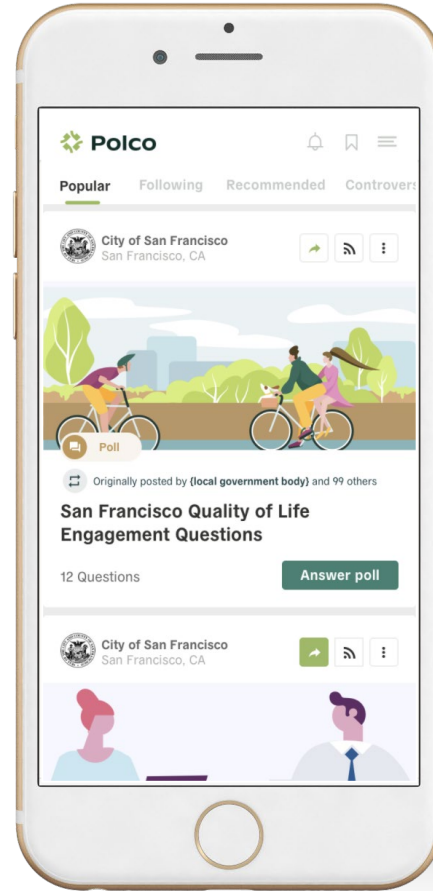 Polco
Popular Following Recommended Controvers
City of San Francisco
San Francisco, CA
Poll
Originally posted by {local government body} and 99 others
San Francisco Quality of Life
Engagement Questions
12 Questions
Answer poll
City of San Francisco
San Francisco, CA